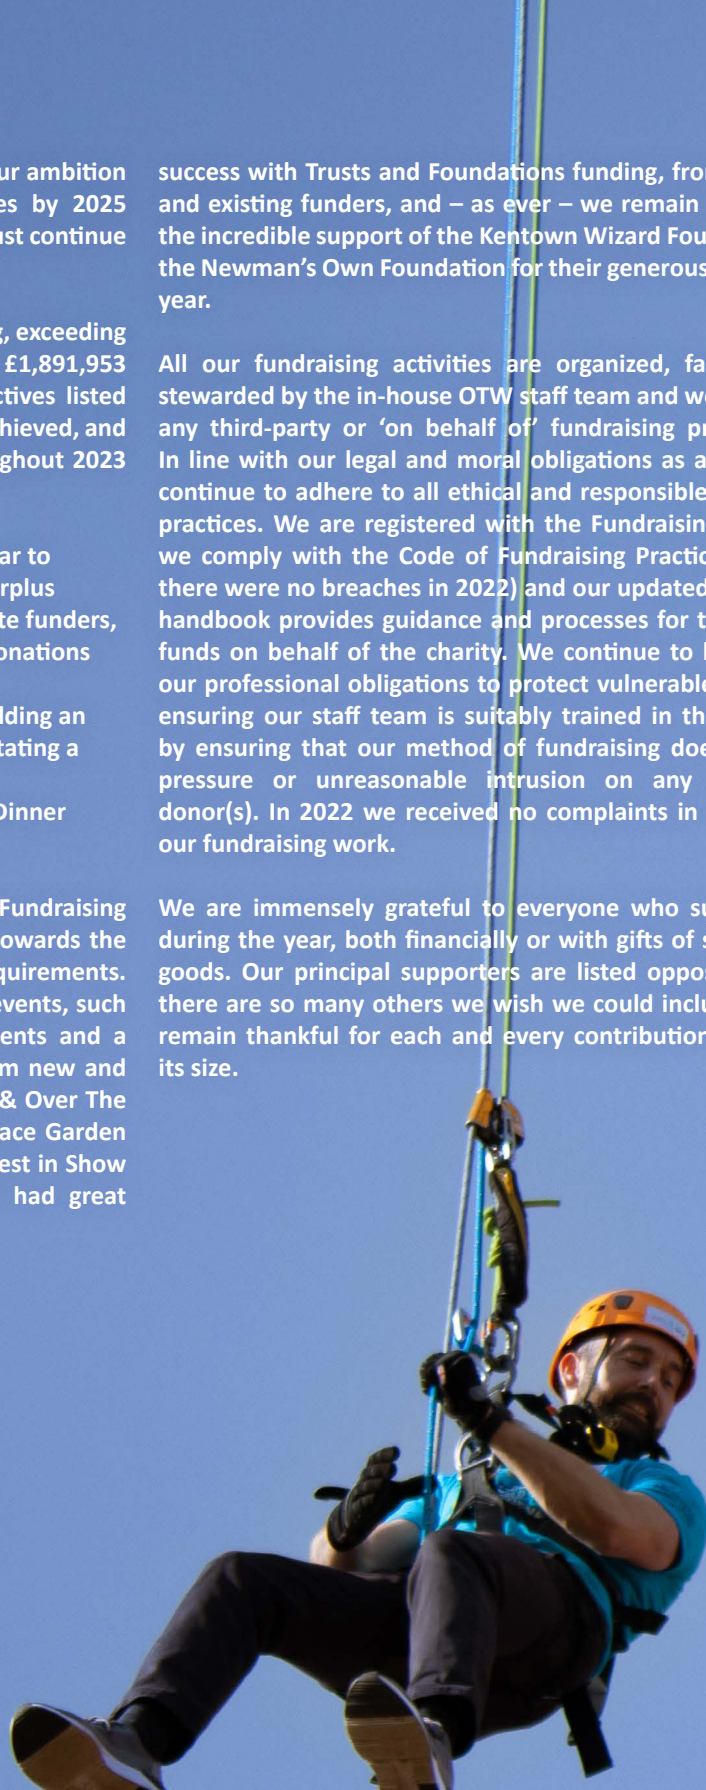 ur ambition
es by 2025
ust continue
g, exceeding
£1,891,953
ctives listed
hieved, and
ghout 2023
ar to
rplus
te funders,
onations
lding an
tating a
Dinner
Fundraising
owards the
quirements.
events, such
ents and a
m new and
& Over The
ace Garden
est in Show
had great
success with Trusts and Foundations funding, fro
and existing funders, and – as ever – we remain
the incredible support of the Kentown Wizard Fou
the Newman's Own Foundation for their generous
year.
All our fundraising activities are organized, fa
stewarded by the in-house OTW staff team and we
any third-party or 'on behalf of' fundraising pr
In line with our legal and moral obligations as a
continue to adhere to all ethical and responsible
practices. We are registered with the Fundraisin
we comply with the Code of Fundraising Practic
there were no breaches in 2022) and our updated
handbook provides guidance and processes for t
funds on behalf of the charity. We continue to
our professional obligations to protect vulnerable
ensuring our staff team is suitably trained in th
by ensuring that our method of fundraising doe
pressure or unreasonable intrusion on any
donor(s). In 2022 we received no complaints in
our fundraising work.
We are immensely grateful to everyone who su
during the year, both financially or with gifts of s
goods. Our principal supporters are listed oppos
there are so many others we wish we could inclu
remain thankful for each and every contribution
its size.